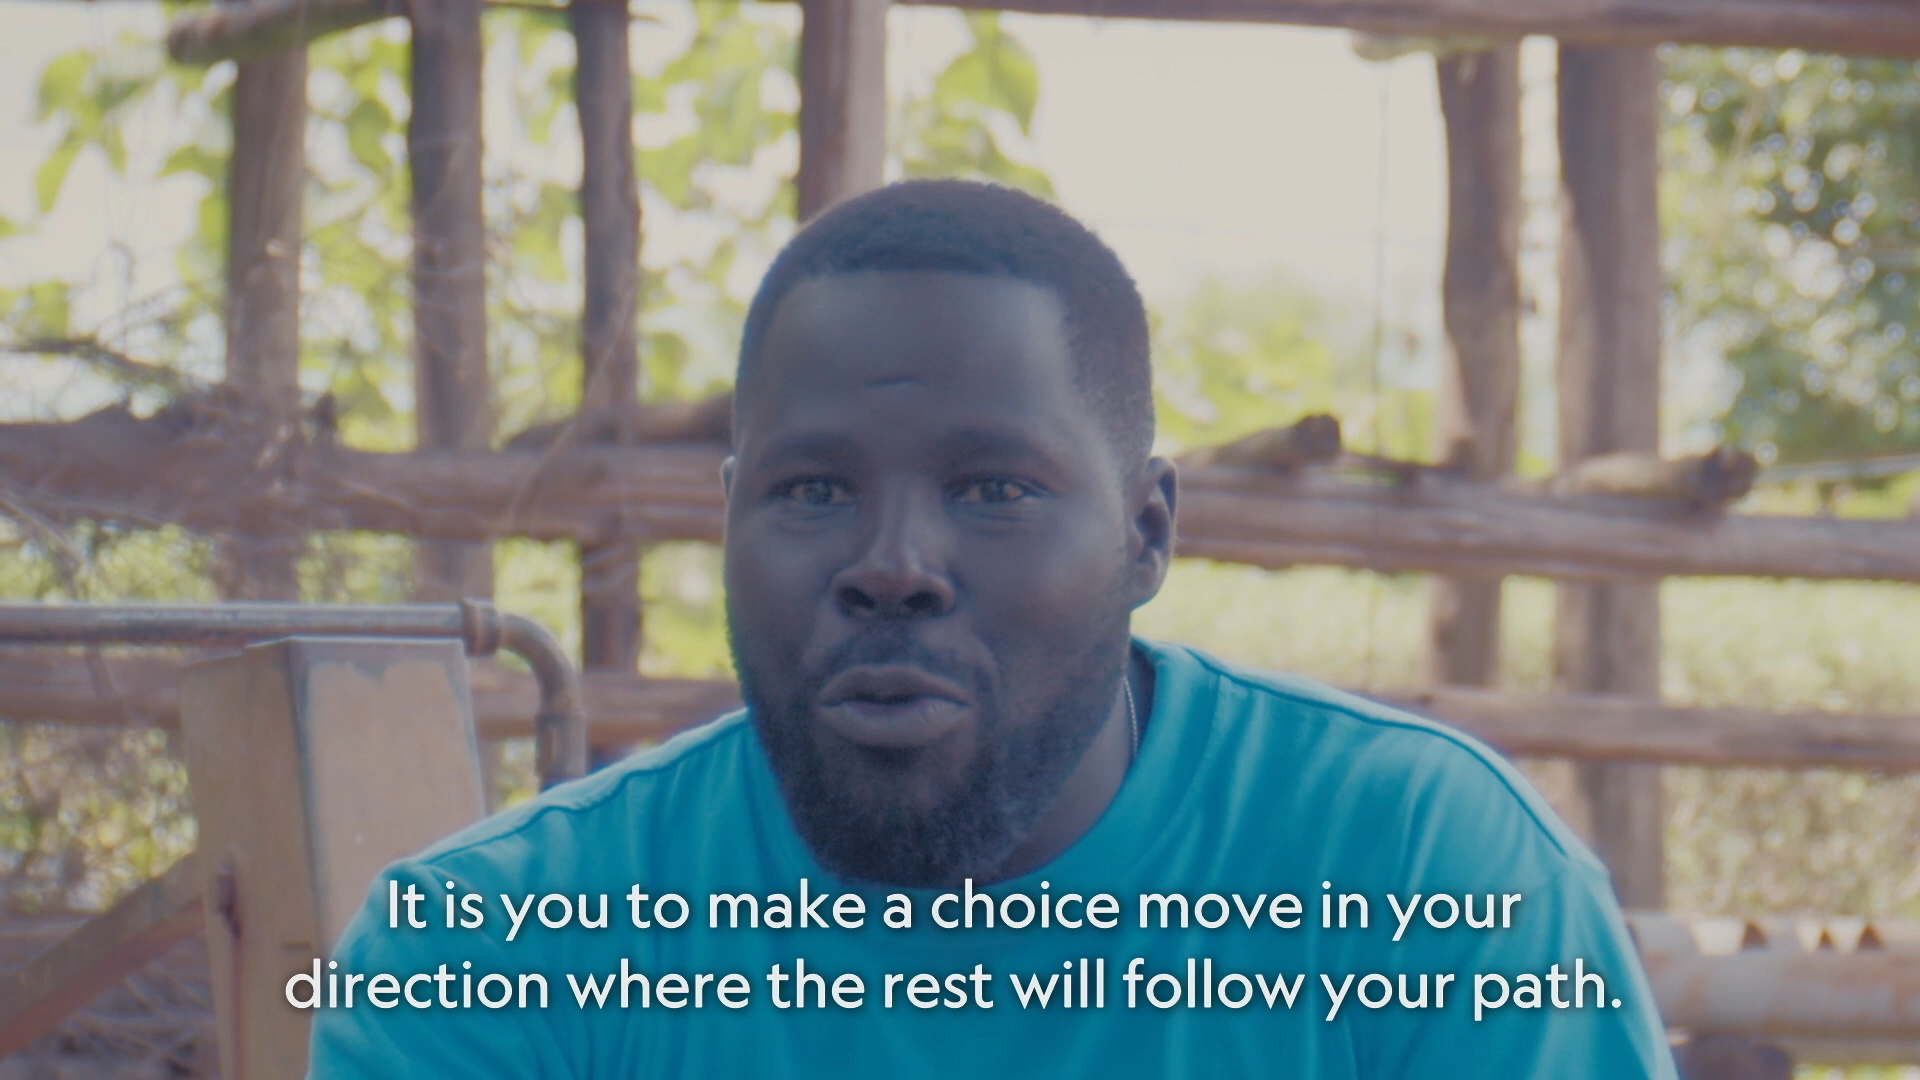 It is you to make a choice move in your
direction where the rest will follow your path.